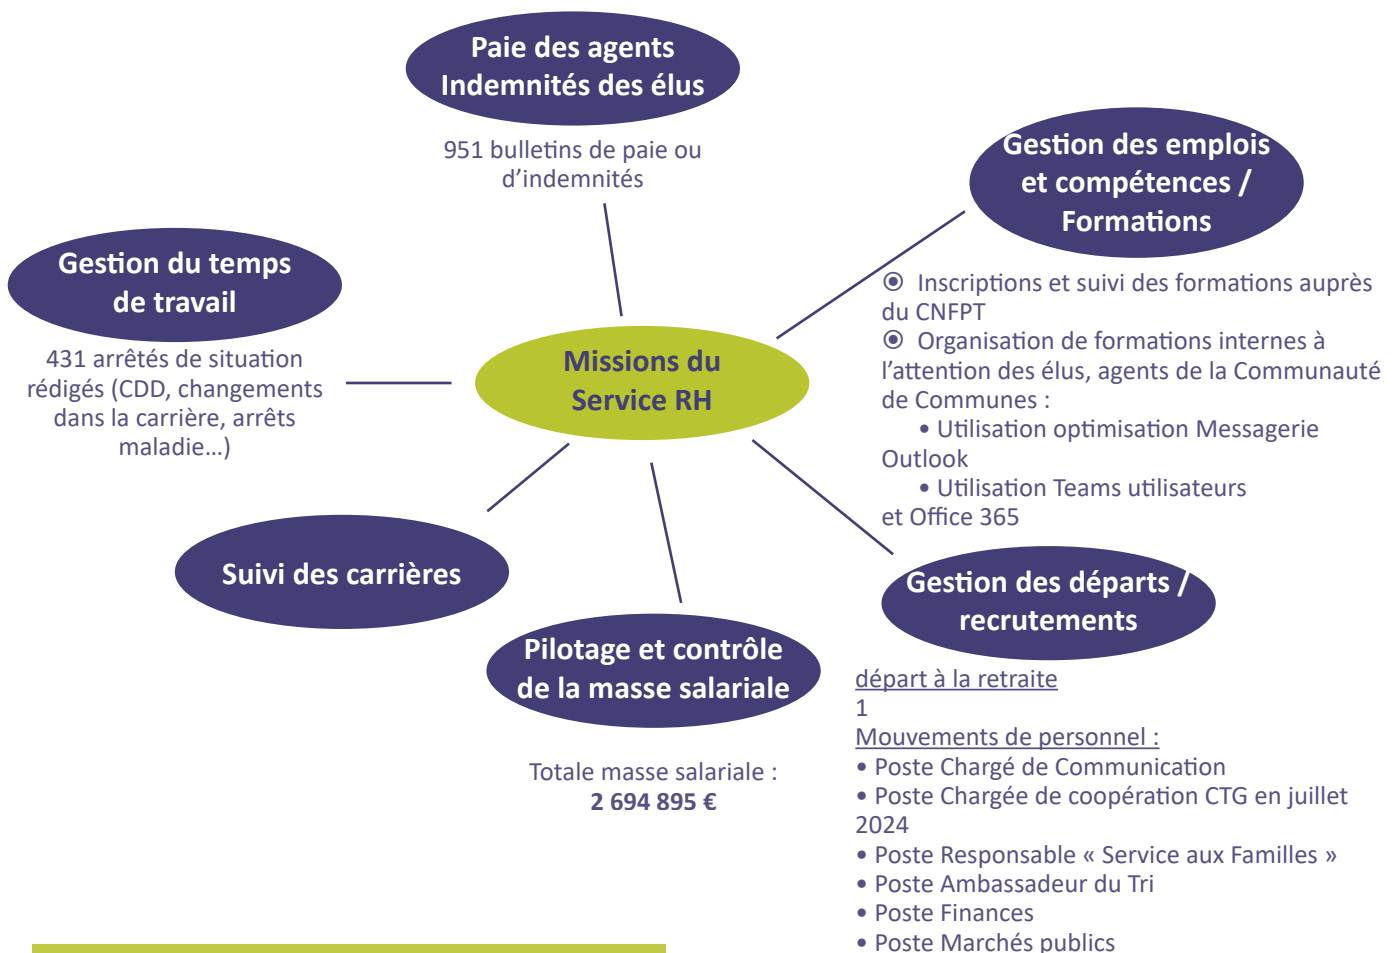 Paie des agents
Indemnités des élus
951 bulletins de paie ou
d’indemnités
Gestion des emplois
et compétences /
Formations
Inscriptions et suivi des formations auprès
du CNFPT
Organisation de formations internes à
l’attention des élus, agents de la Communauté
de Communes :
• Utilisation optimisation Messagerie
Outlook
• Utilisation Teams utilisateurs
et Office 365
Gestion du temps
de travail
431 arrêtés de situation
rédigés (CDD, changements
dans la carrière, arrêts
maladie...)
Missions du
Service RH
Suivi des carrières
Pilotage et contrôle
de la masse salariale
Totale masse salariale :
2 694 895 €
Gestion des départs /
recrutements
départ à la retraite
1
Mouvements de personnel :
• Poste Chargé de Communication
• Poste Chargée de coopération CTG en juillet
2024
• Poste Responsable « Service aux Familles »
• Poste Ambassadeur du Tri
• Poste Finances
• Poste Marchés publics